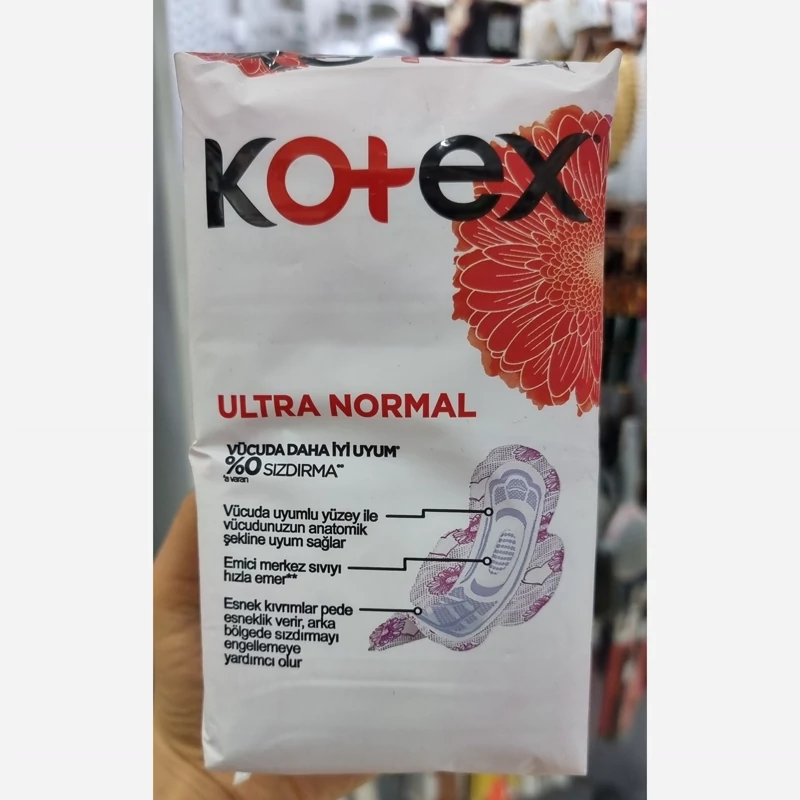 Kotex
ULTRA NORMAL
VÜCUDA DAHA İYİ UYUM*
%0 SIZDIRMA**
*a varan
Vücuda uyumlu yüzey ile
vücudunuzun anatomik
şekline uyum sağlar
Emici merkez sıvıyı
hızla emer**
Esnek kıvrımlar pede
esneklik verir, arka
bölgede sızdırmayı
engellemeye
yardımcı olur